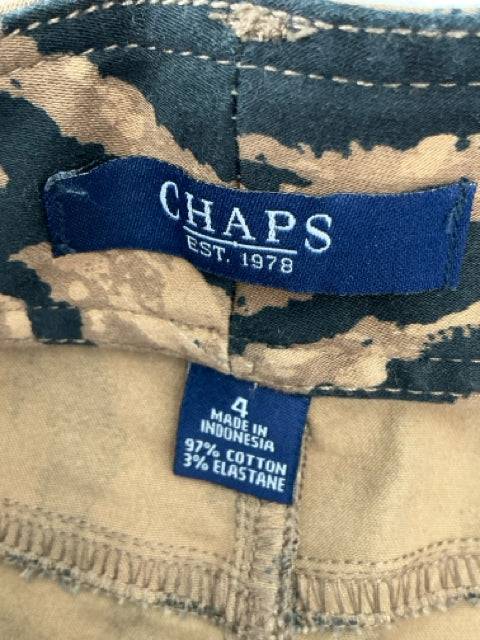 CHAPS
EST. 1978
4
MADE IN
INDONESIA
97% COTTON
3% ELASTANE